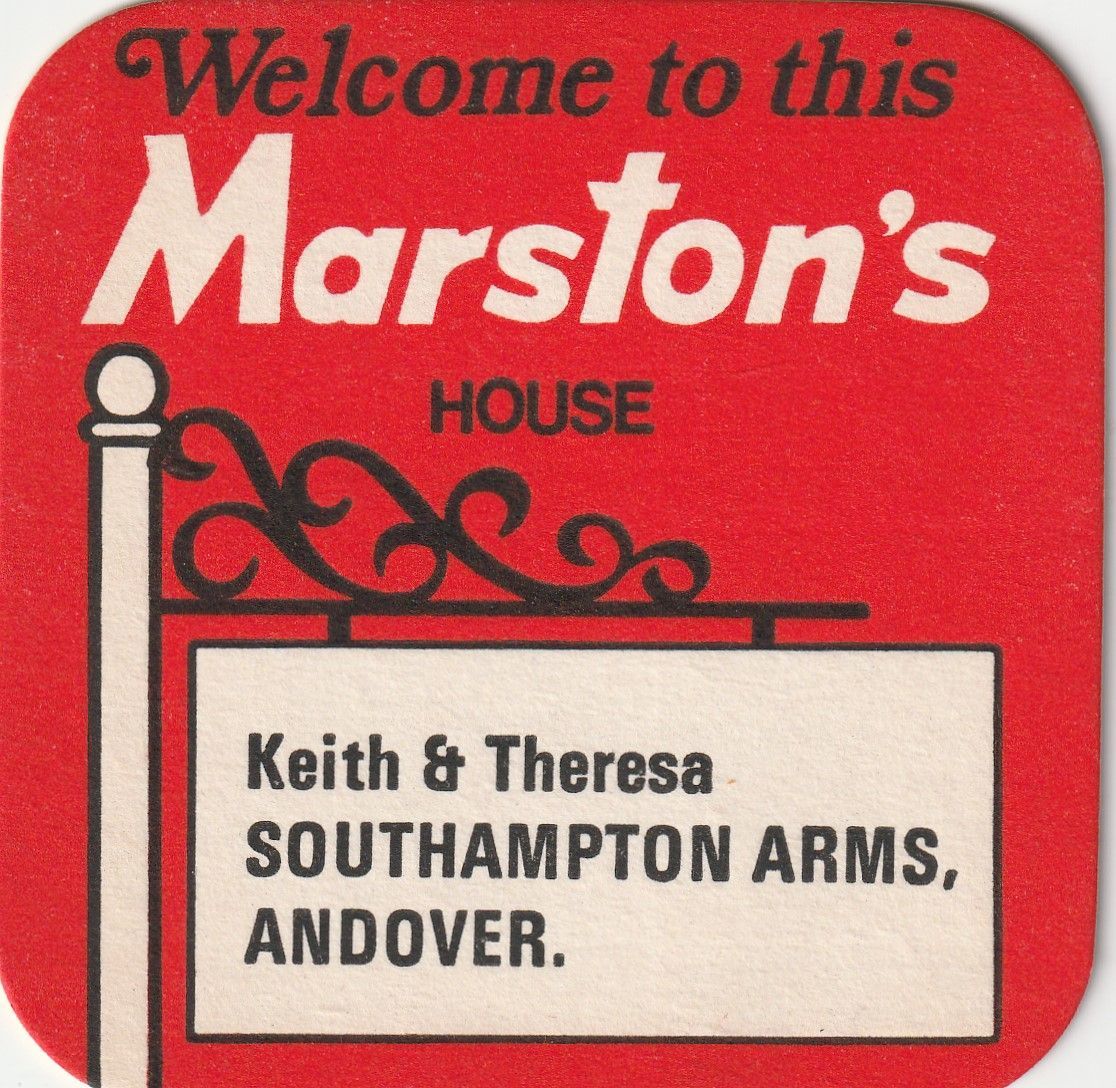 Welcome to this
Marston's
HOUSE
Keith & Theresa
SOUTHAMPTON ARMS,
ANDOVER.